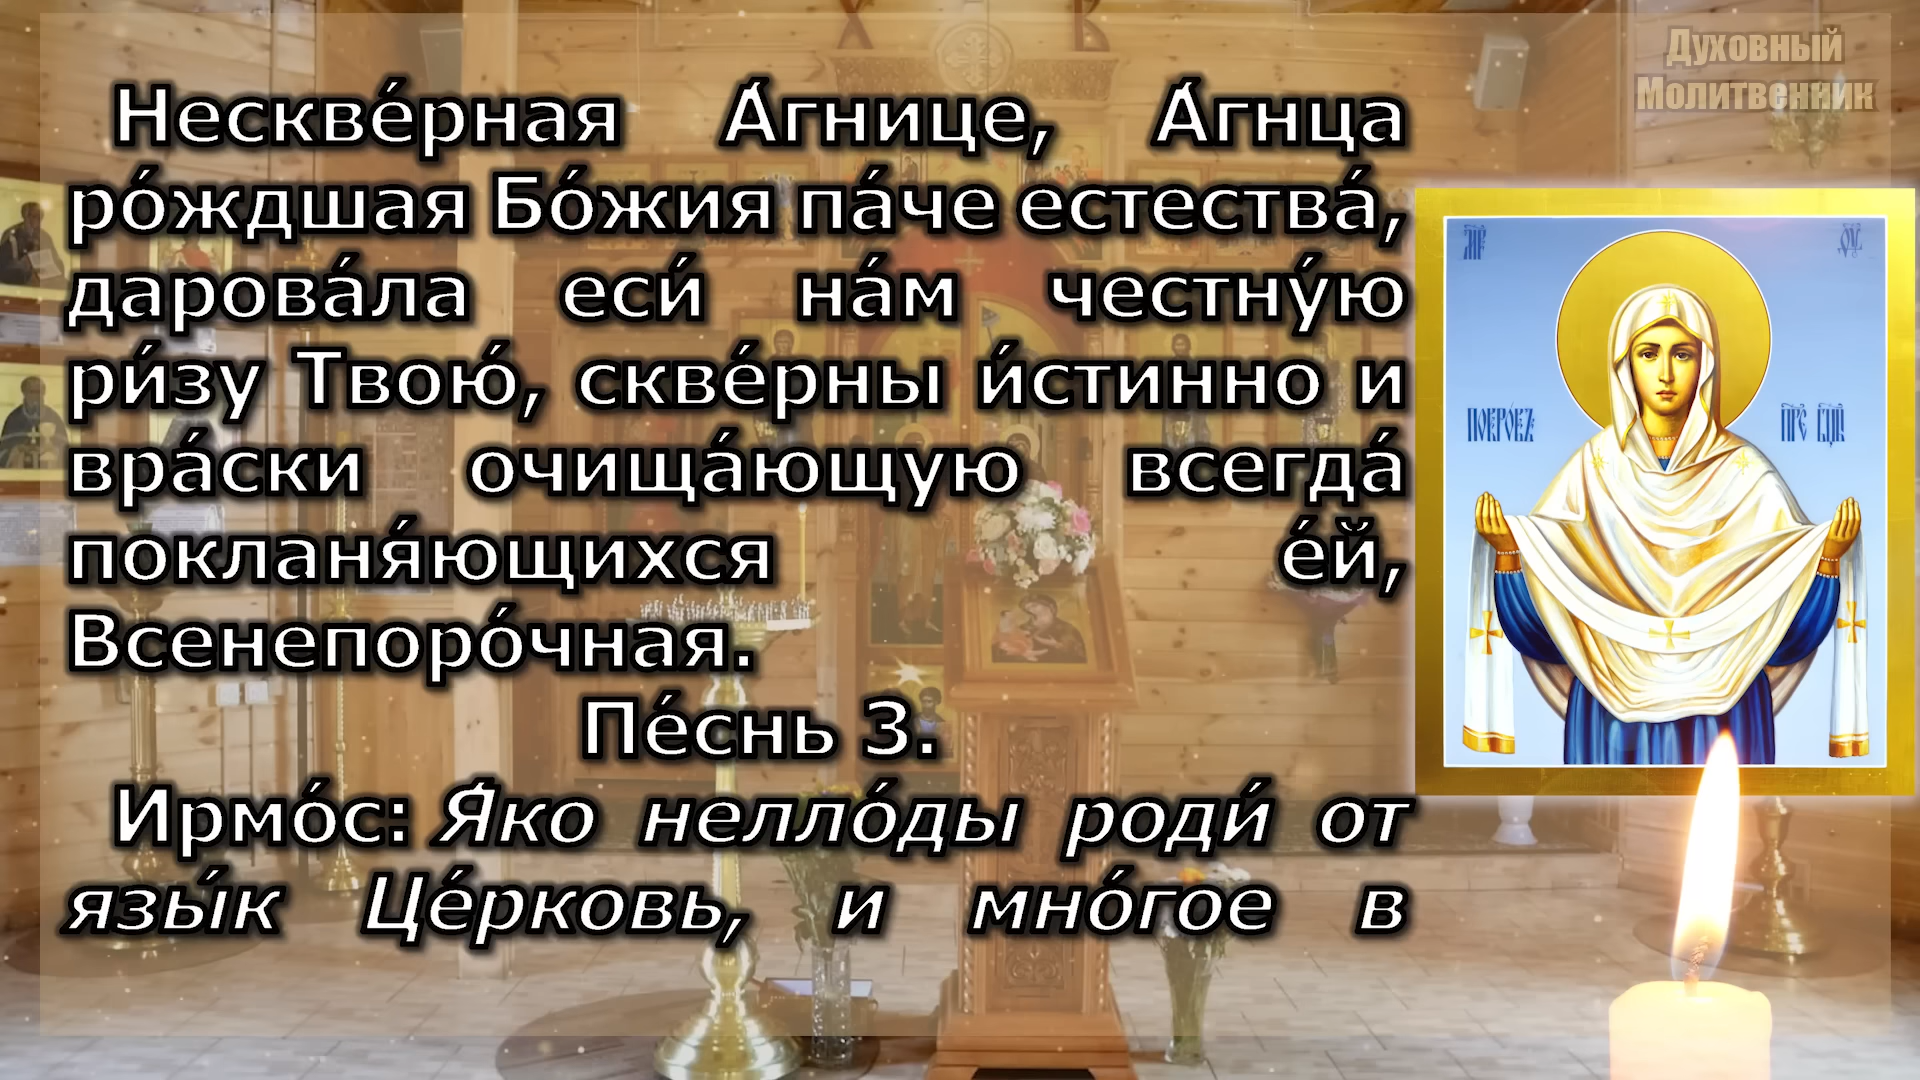 Духовный
Молитвенник
Нескве́рная А́гнице, А́гнца
ро́ждшая Бо́жия па́че естества́,
дарова́ла еси́ на́м честну́ю
ри́зу Твою́, скве́рны и́стинно и
вра́ски очища́ющую всегда́
покланя́ющихся е́й,
Всенепоро́чная.
Пе́снь 3.
Ирмо́с: Я́ко нелло́ды роди́ от
язы́к Це́рковь, и мно́гое в
ПОКРО́ВЪ